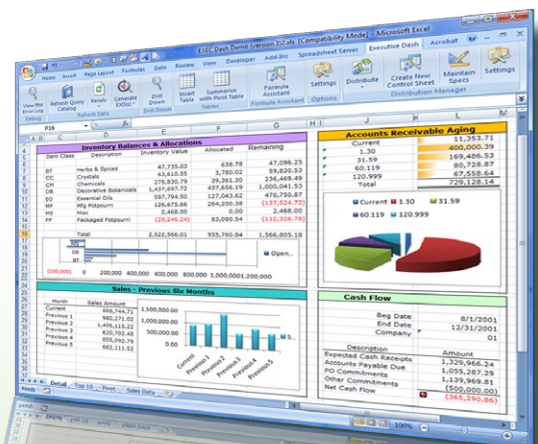 EXEC Dash Demo (version 2)2.xls [Compatibility Mode] - Microsoft Excel
Home Insert Page Layout Formulas Data Review View Developer Add-Ins Spreadsheet Server Executive Dash Acrobat
View the Error Log
Refresh Query Catalog
Recalc
Generate
Drill Down
Insert Table
Summarize with Pivot Tables
Formula Assistant
Settings
Distribute
Create New Control Sheet
Maintain Specs
Settings
Debug Refresh Data Drill Down Tables Formula Assistant Options Distribution Manager
P16
Inventory Balances & Allocations
Item Class Description Inventory Value Allocated Remaining
BT Herbs & Spices 47,735.03 638.78 47,096.25
CC Crystals 63,610.55 3,780.02 59,830.53
CM Chemicals 275,830.79 39,361.30 236,469.49
DB Decorative Botanicals 1,437,697.72 437,656.19 1,000,041.53
EO Essential Oils 597,794.50 127,043.62 470,750.87
MP Mfg Potpourri 126,675.66 264,200.38 (137,524.72)
MS Misc 2,468.00 0.00 2,468.00
PP Packaged Potpourri (29,246.24) 83,080.54 (112,326.78)
Total 2,522,566.01 955,760.84 1,566,805.18
MS
DB
BT
Open...
(200,000) 0 200,000 400,000 600,000 800,000 1,000,000 1,200,000
Accounts Receivable Aging
Current 11,353.71
1.30 400,000.39
31.59 169,486.53
60.119 80,728.87
120.999 67,558.64
Total 729,128.14
Current 1.30 31.59
60.119 120.999
Sales - Previous Six Months
Month Sales Amount
Current 888,744.71
Previous 1 980,271.02
Previous 2 1,406,115.22
Previous 3 620,702.48
Previous 4 855,092.79
Previous 5 682,111.52
1,500,000.00
1,000,000.00
500,000.00
0.00
S...
Current Previous 1 Previous 2 Previous 3 Previous 4 Previous 5
Cash Flow
Beg Date 8/1/2001
End Date 12/31/2001
Company 01
Description Amount
Expected Cash Receipts 1,329,966.24
Accounts Payable Due 1,055,287.29
PO Commitments 1,139,969.81
Other Commitments (500,000.00)
Net Cash Flow (365,290.86)
Detail Top 10 Pivot Sales Data
Ready
100%